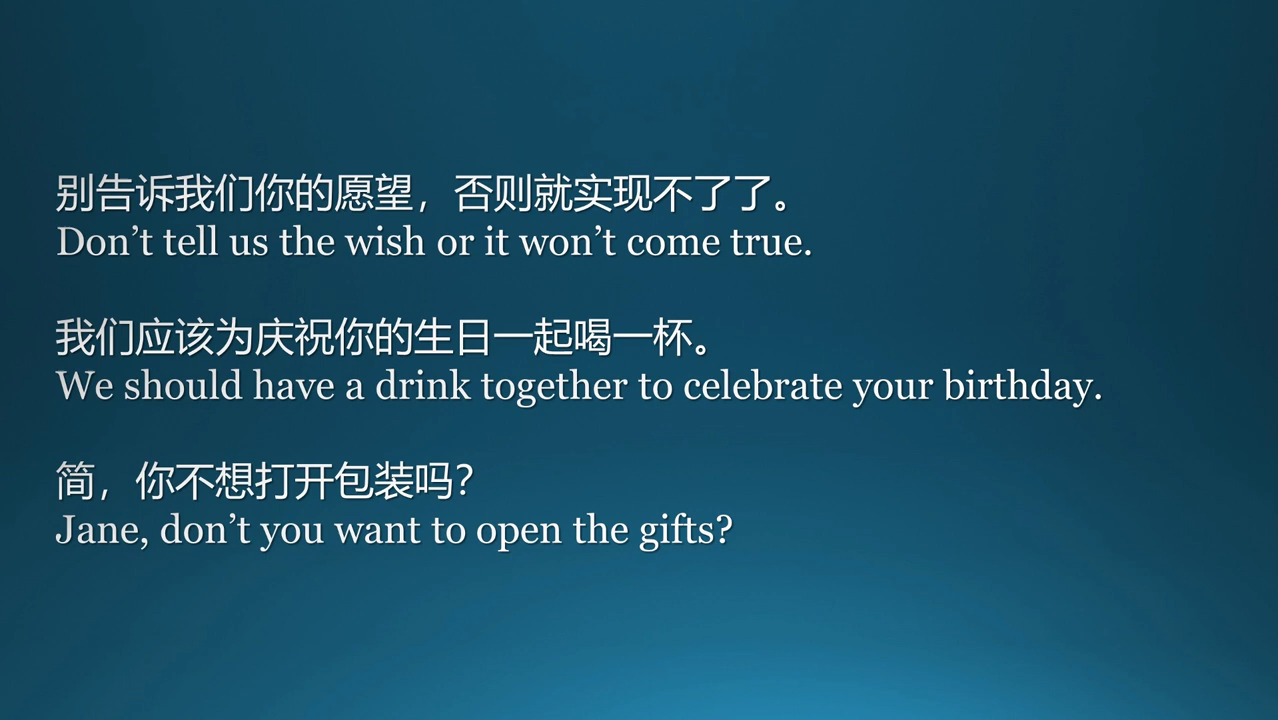 别告诉我们你的愿望，否则就实现不了了。
Don’t tell us the wish or it won’t come true.
我们应该为庆祝你的生日一起喝一杯。
We should have a drink together to celebrate your birthday.
简，你不想打开包装吗？
Jane, don’t you want to open the gifts?